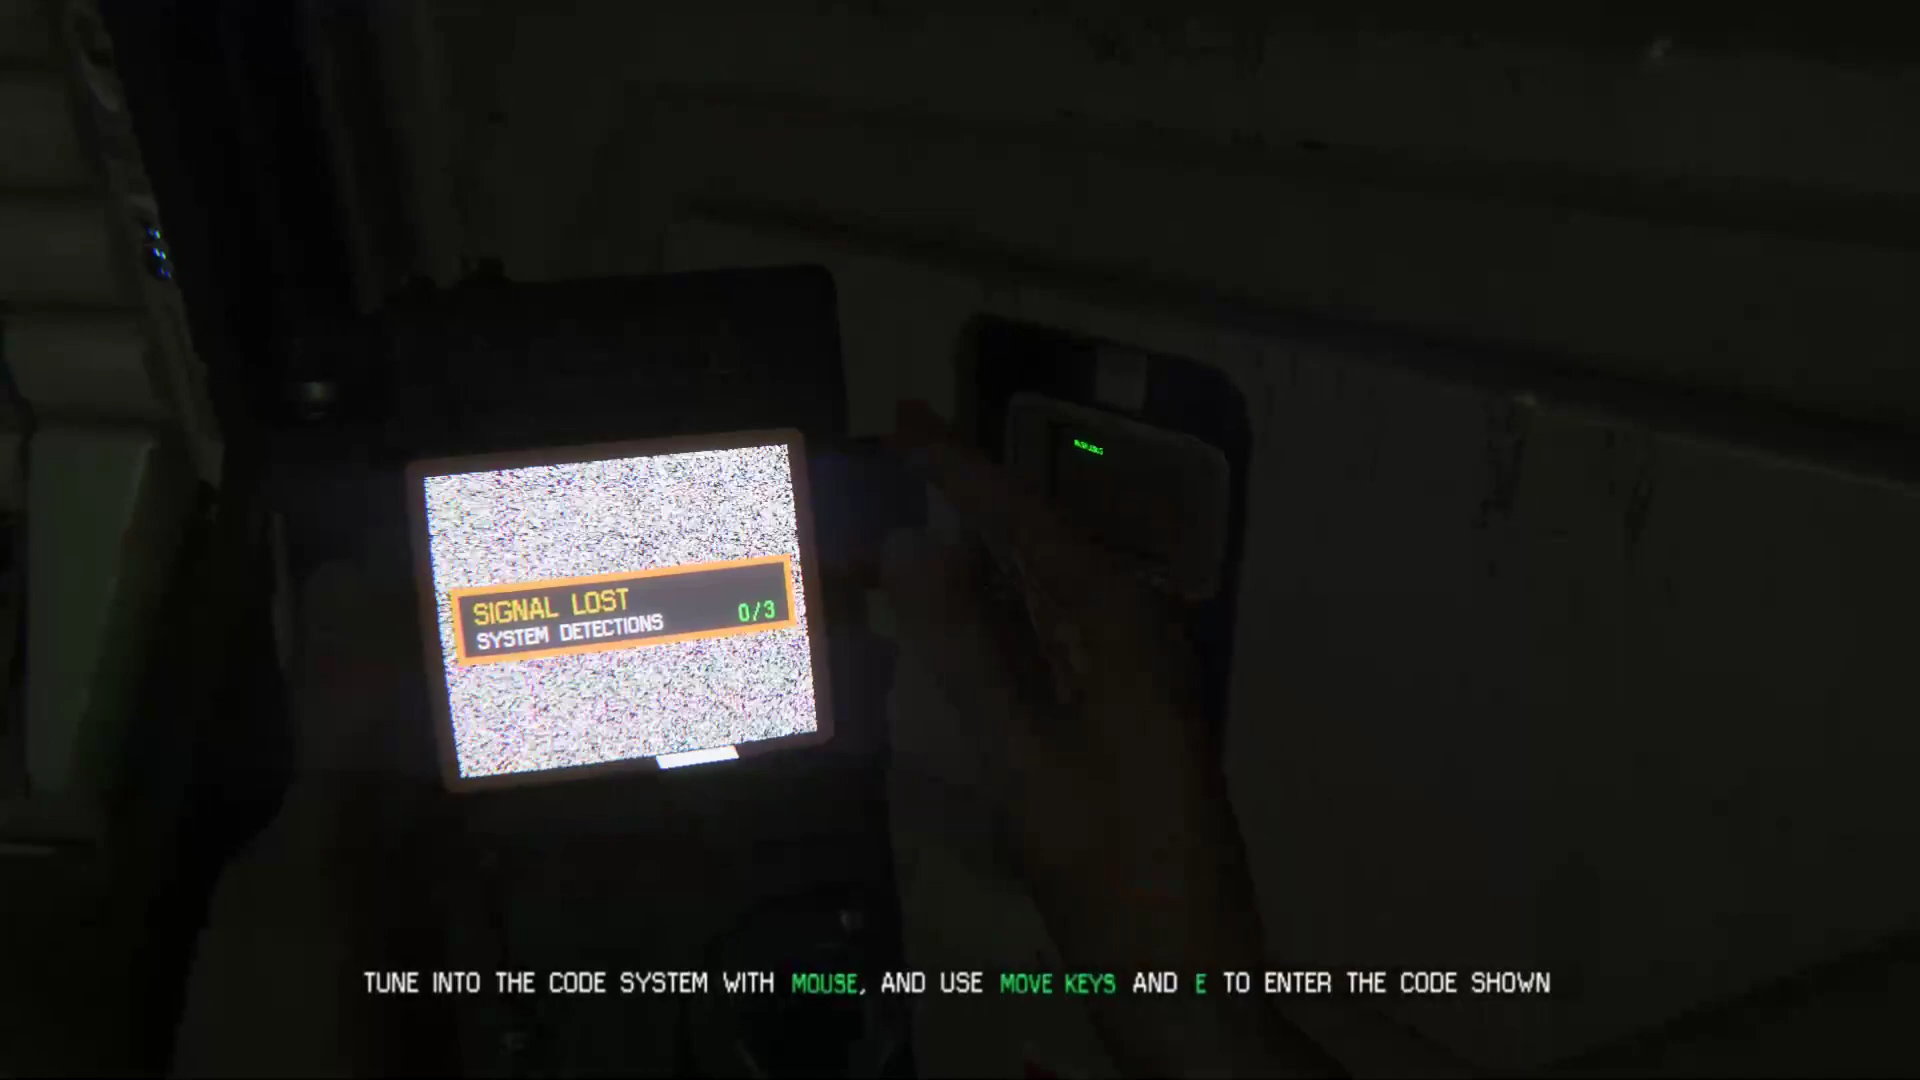 SIGNAL LOST
SYSTEM DETECTIONS 0/3
TUNE INTO THE CODE SYSTEM WITH MOUSE, AND USE MOVE KEYS AND E TO ENTER THE CODE SHOWN